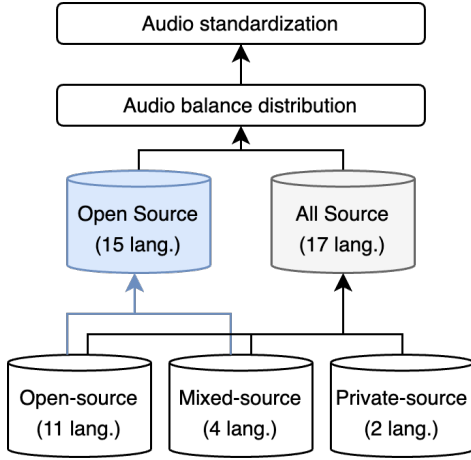 Audio standardization
Audio balance distribution
Open Source
(15 lang.)
All Source
(17 lang.)
Open-source
(11 lang.)
Mixed-source
(4 lang.)
Private-source
(2 lang.)